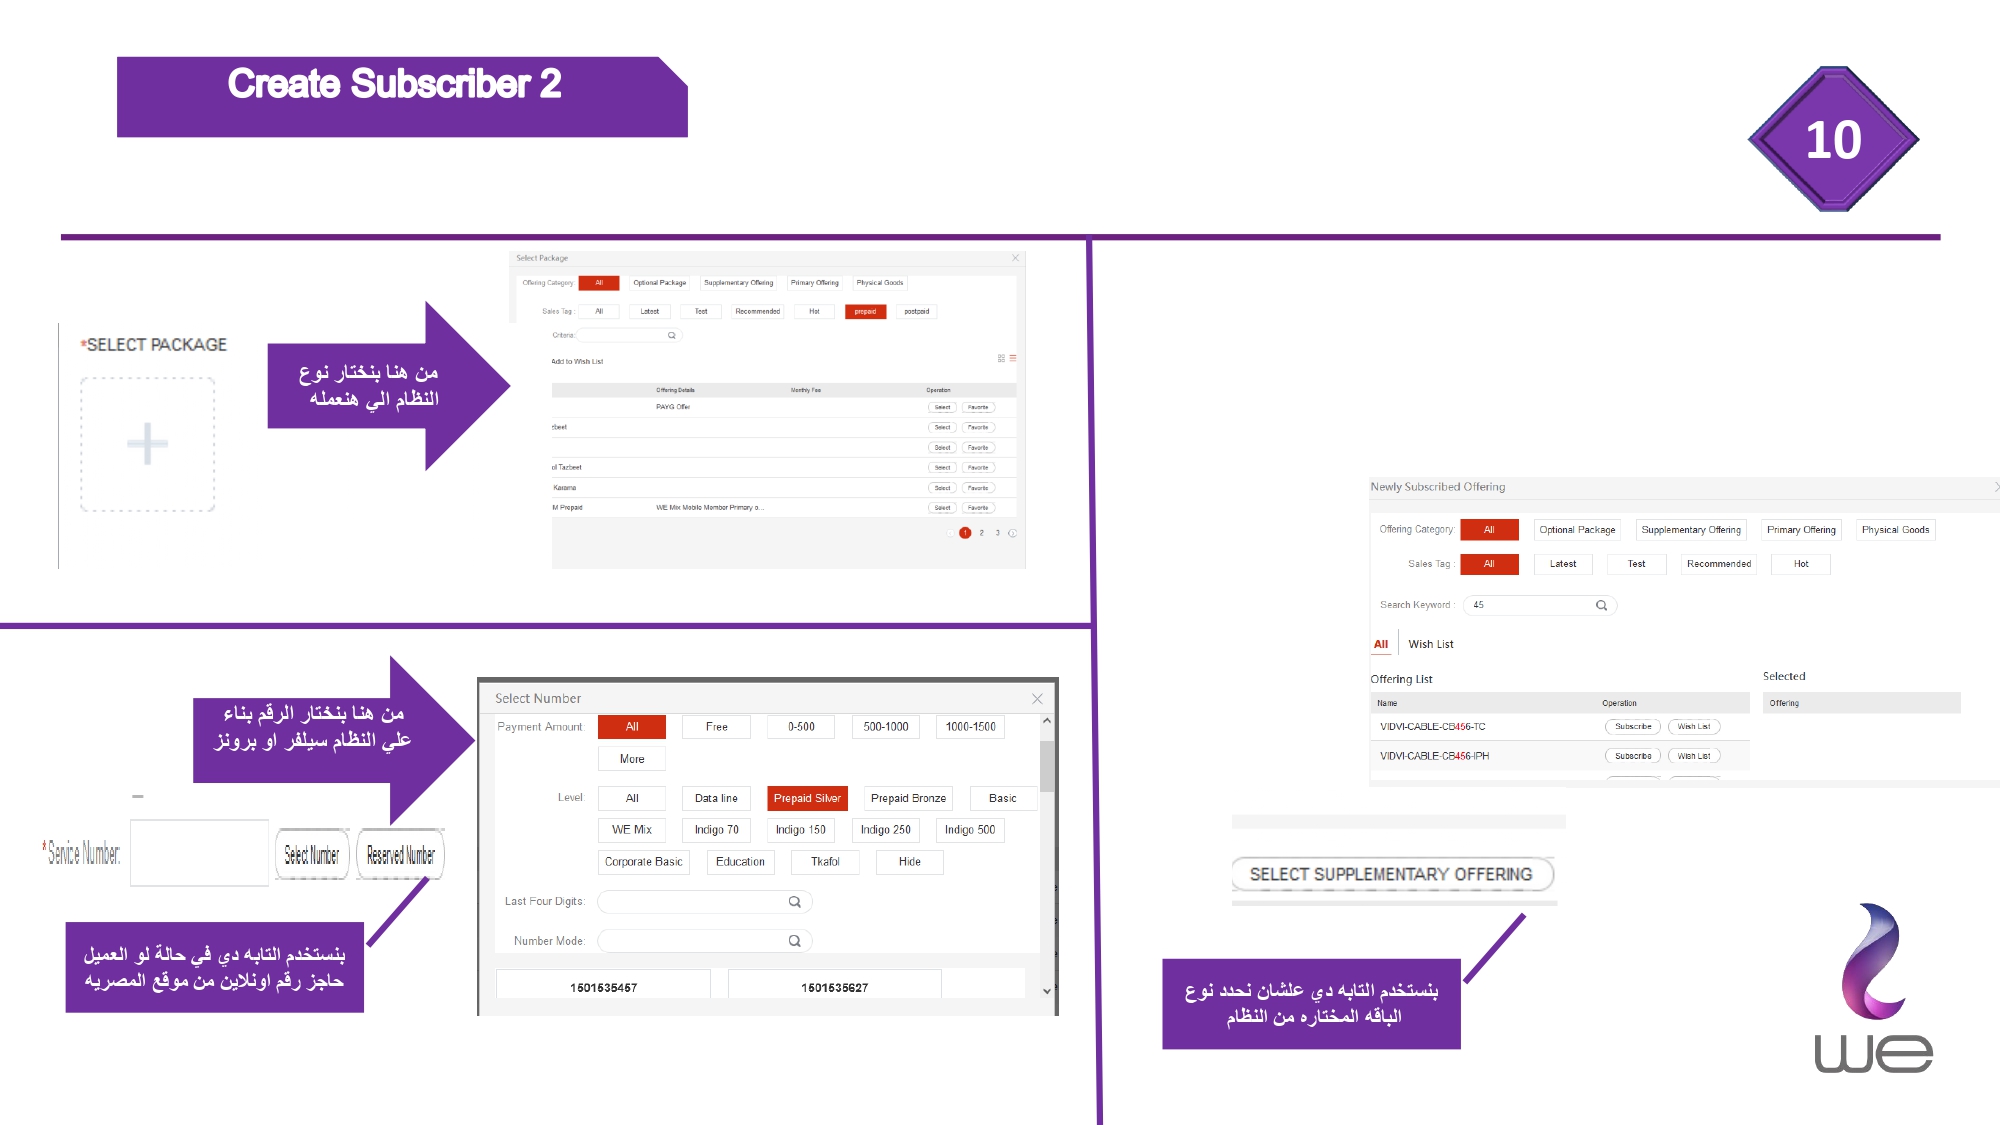 Create Subscriber 2
10
Select Package
Offering Category: All Optional Package Supplementary Offering Primary Offering Physical Goods
Sales Tag : All Latest Test Recommended Hot prepaid postpaid
Criteria:
Add to Wish List
Offering Details Monthly Fee Operation
PAYG Offer Select Favorite
zbeet Select Favorite
Select Favorite
ol Tazbeet Select Favorite
Karama Select Favorite
M Prepaid WE Mix Mobile Member Primary o... Select Favorite
1 2 3
*SELECT PACKAGE
من هنا بنختار نوع
النظام الي هنعمله
من هنا بنختار الرقم بناء
علي النظام سيلفر او برونز
*Service Number: Select Number Reserved Number
بنستخدم التابه دي في حالة لو العميل
حاجز رقم اونلاين من موقع المصريه
Select Number
Payment Amount: All Free 0-500 500-1000 1000-1500
More
Level: All Data line Prepaid Silver Prepaid Bronze Basic
WE Mix Indigo 70 Indigo 150 Indigo 250 Indigo 500
Corporate Basic Education Tkafol Hide
Last Four Digits:
Number Mode:
1501535457 1501535627
Newly Subscribed Offering
Offering Category: All Optional Package Supplementary Offering Primary Offering Physical Goods
Sales Tag : All Latest Test Recommended Hot
Search Keyword : 45
All Wish List
Offering List Selected
Name Operation Offering
VIDVI-CABLE-CB456-TC Subscribe Wish List
VIDVI-CABLE-CB456-IPH Subscribe Wish List
SELECT SUPPLEMENTARY OFFERING
بنستخدم التابه دي علشان نحدد نوع
الباقه المختاره من النظام
we